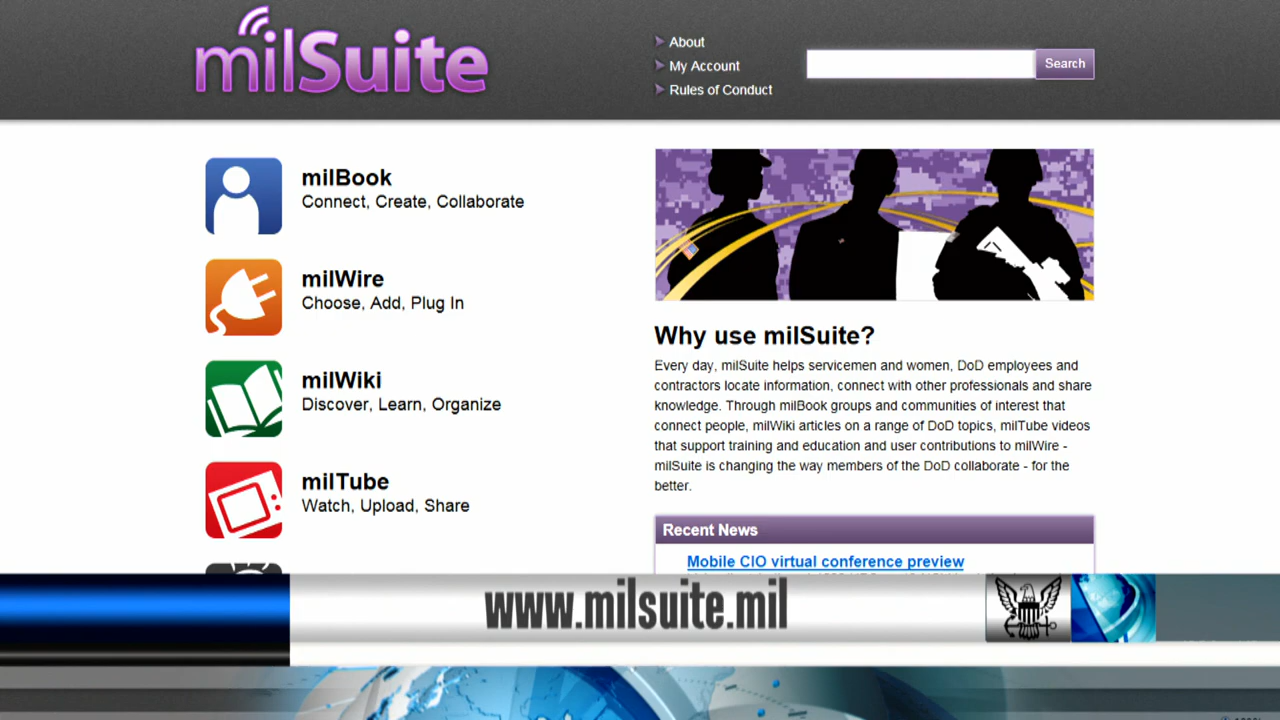 milSuite
About
My Account
Rules of Conduct
Search
milBook
Connect, Create, Collaborate
milWire
Choose, Add, Plug In
milWiki
Discover, Learn, Organize
milTube
Watch, Upload, Share
Why use milSuite?
Every day, milSuite helps servicemen and women, DoD employees and
contractors locate information, connect with other professionals and share
knowledge. Through milBook groups and communities of interest that
connect people, milWiki articles on a range of DoD topics, milTube videos
that support training and education and user contributions to milWire -
milSuite is changing the way members of the DoD collaborate - for the
better.
Recent News
Mobile CIO virtual conference preview
www.milsuite.mil